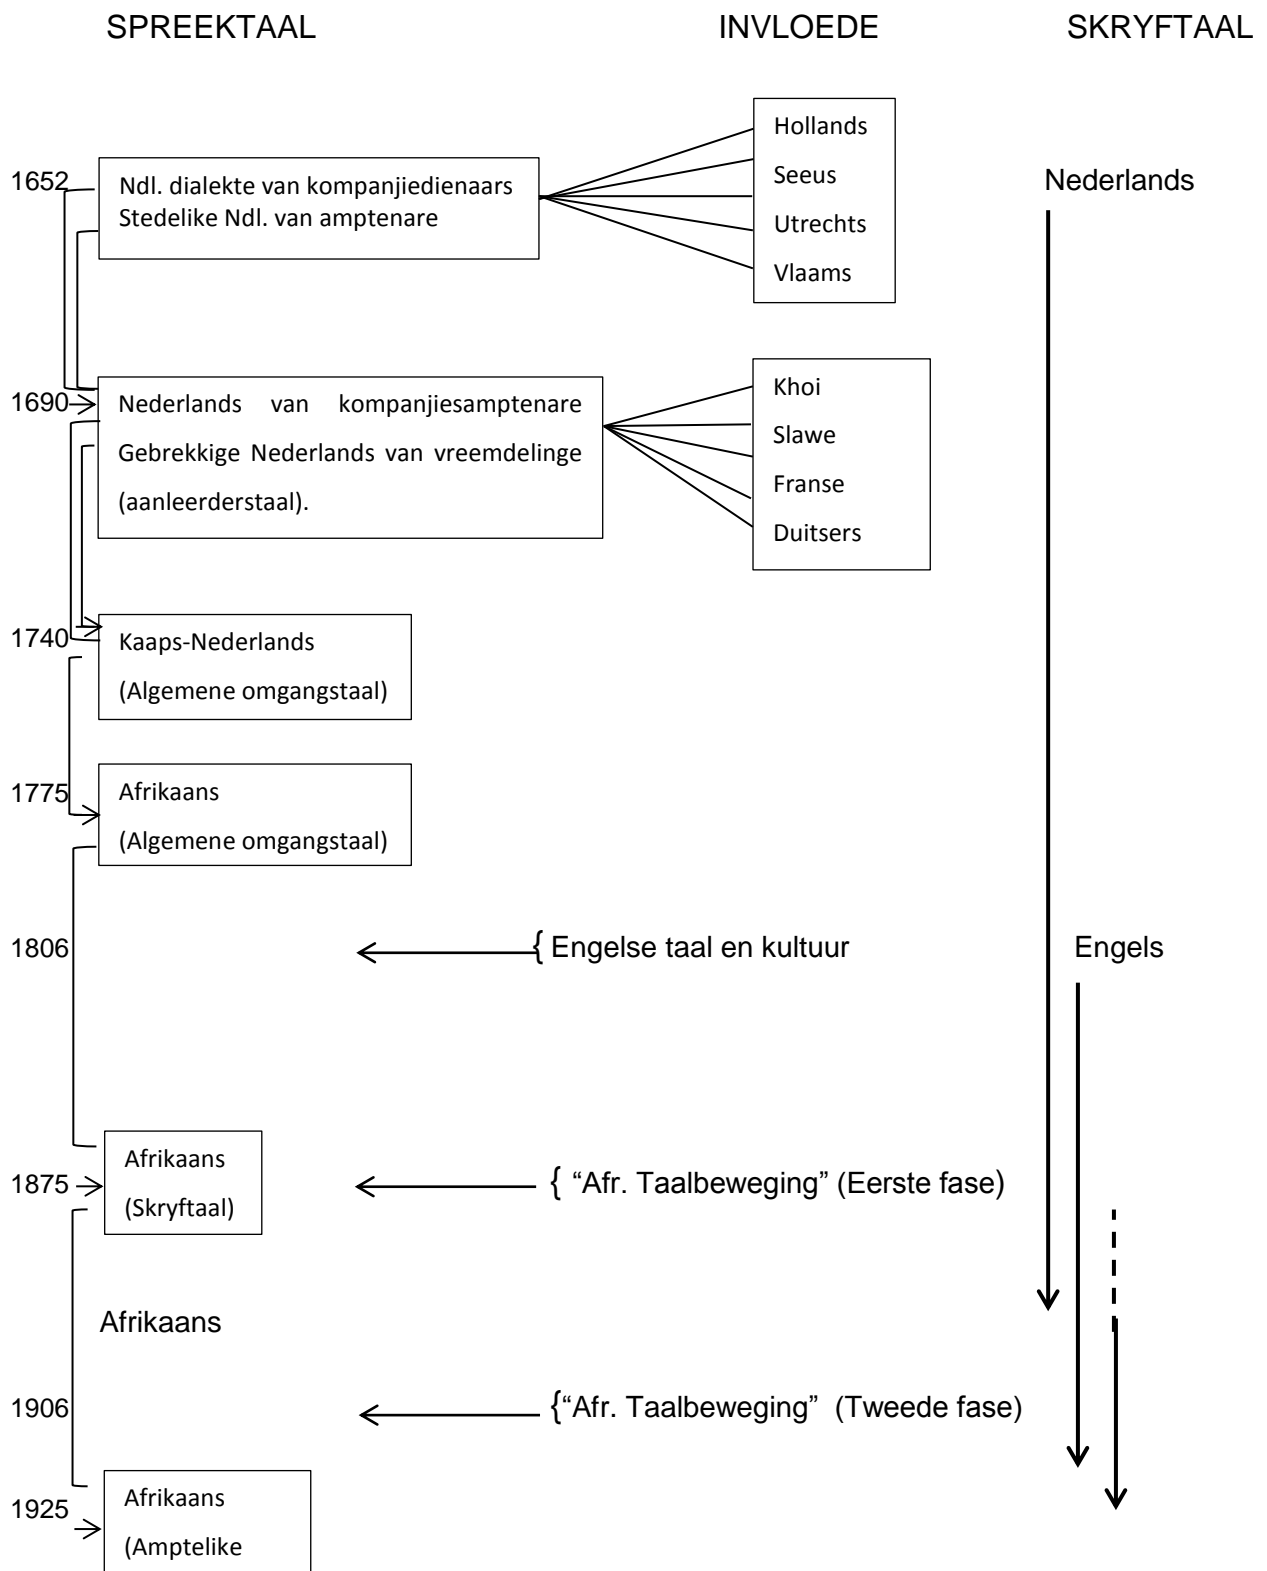 SPREEKTAAL INVLOEDE SKRYFTAAL
Hollands
Seeus
Utrechts
Vlaams
1652
Ndl. dialekte van kompanjiedienaars
Stedelike Ndl. van amptenare
Nederlands
1690
Nederlands van kompanjiesamptenare
Gebrekkige Nederlands van vreemdelinge
(aanleerderstaal).
Khoi
Slawe
Franse
Duitsers
1740
Kaaps-Nederlands
(Algemene omgangstaal)
1775
Afrikaans
(Algemene omgangstaal)
1806
{ Engelse taal en kultuur
Engels
1875
Afrikaans
(Skryftaal)
{ “Afr. Taalbeweging” (Eerste fase)
Afrikaans
1906
{“Afr. Taalbeweging” (Tweede fase)
1925
Afrikaans
(Amptelike